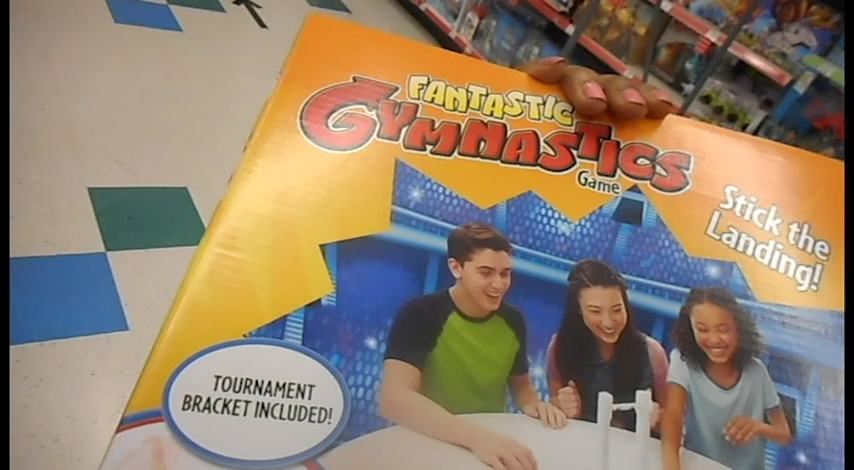 FANTASTIC
GYMNASTICS
Game
Stick the
Landing!
TOURNAMENT
BRACKET INCLUDED!